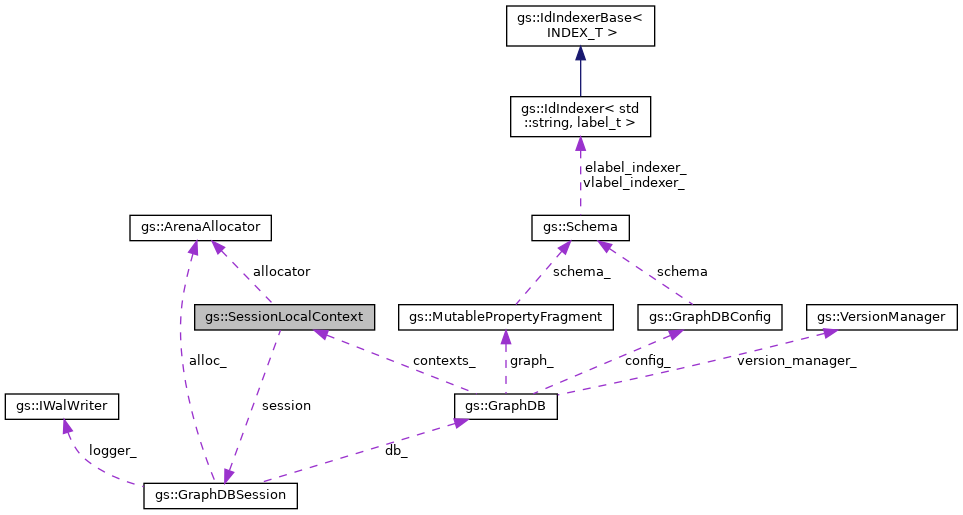 gs::IdIndexerBase<
INDEX_T >
gs::IdIndexer< std
::string, label_t >
elabel_indexer_
vlabel_indexer_
gs::ArenaAllocator
gs::Schema
allocator
schema_
schema
gs::SessionLocalContext
gs::MutablePropertyFragment
gs::GraphDBConfig
gs::VersionManager
alloc_
contexts_
graph_
config_
version_manager_
gs::IWalWriter
session
gs::GraphDB
logger_
db_
gs::GraphDBSession